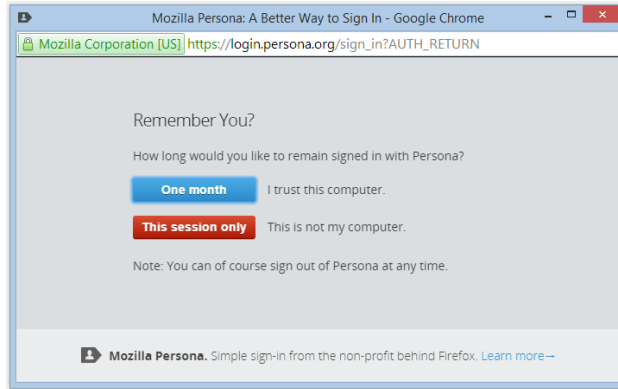 Mozilla Persona: A Better Way to Sign In - Google Chrome
Mozilla Corporation [US] https://login.persona.org/sign_in?AUTH_RETURN
Remember You?
How long would you like to remain signed in with Persona?
One month I trust this computer.
This session only This is not my computer.
Note: You can of course sign out of Persona at any time.
Mozilla Persona. Simple sign-in from the non-profit behind Firefox. Learn more→